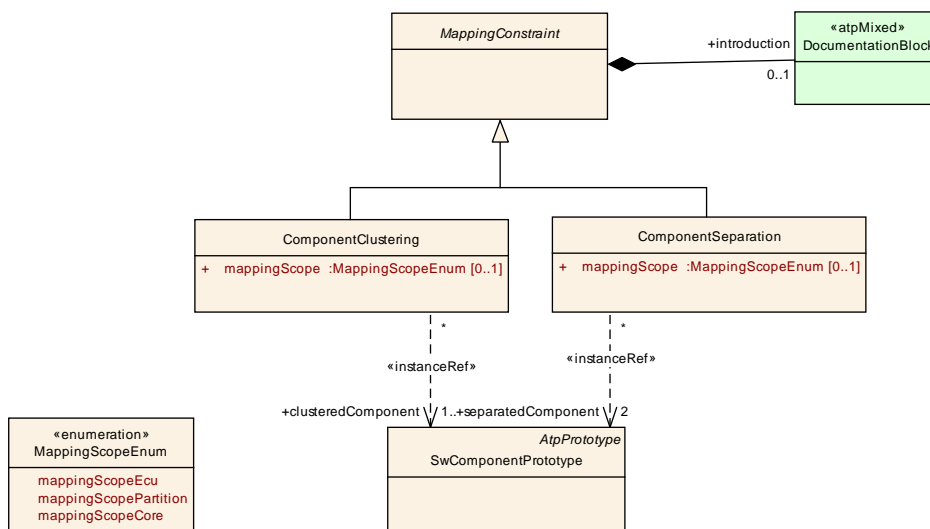 MappingConstraint
«atpMixed»
DocumentationBlock
+introduction
0..1
ComponentClustering
+ mappingScope :MappingScopeEnum [0..1]
ComponentSeparation
+ mappingScope :MappingScopeEnum [0..1]
*
*
«instanceRef»
«instanceRef»
+clusteredComponent
1..
+separatedComponent
2
AtpPrototype
SwComponentPrototype
«enumeration»
MappingScopeEnum
mappingScopeEcu
mappingScopePartition
mappingScopeCore